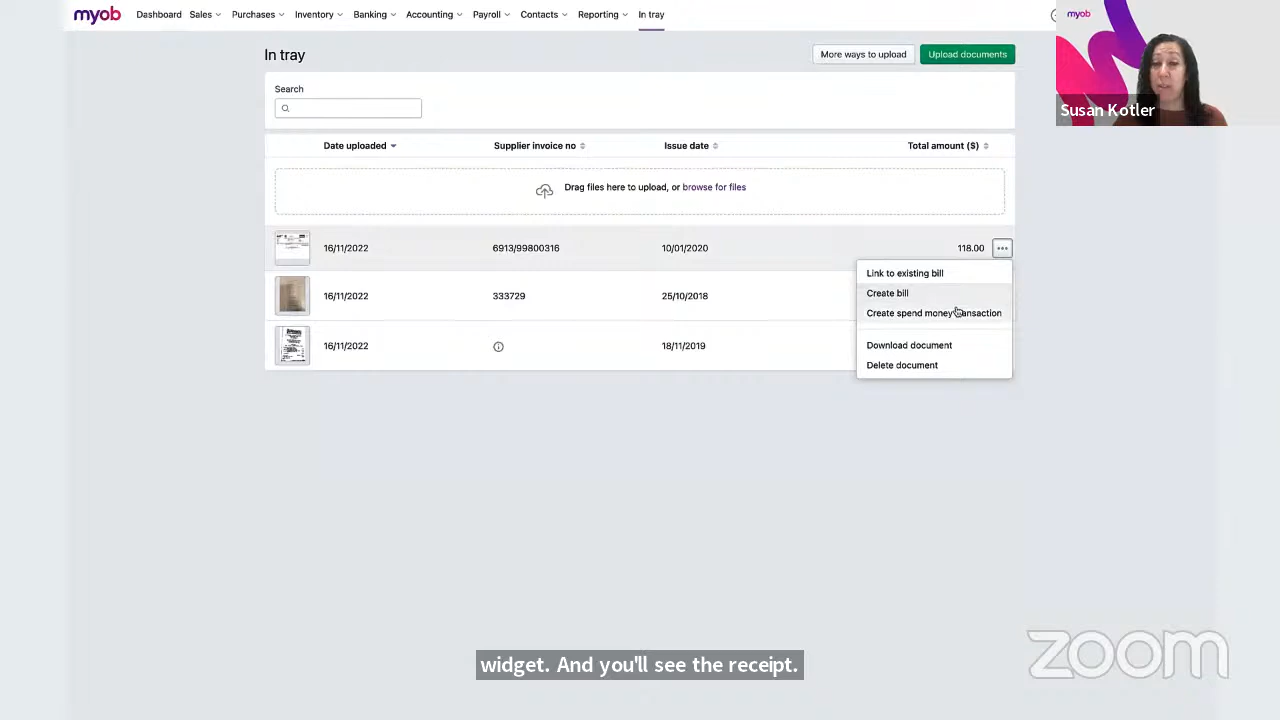 myob Dashboard Sales Purchases Inventory Banking Accounting Payroll Contacts Reporting In tray
myob
Susan Kotler
In tray More ways to upload Upload documents
Search
Date uploaded Supplier invoice no Issue date Total amount ($)
Drag files here to upload, or browse for files
16/11/2022 6913/99800316 10/01/2020 118.00
Link to existing bill
Create bill
16/11/2022 333729 25/10/2018
Create spend money ansaction
16/11/2022 18/11/2019
Download document
Delete document
widget. And you'll see the receipt.
zoom